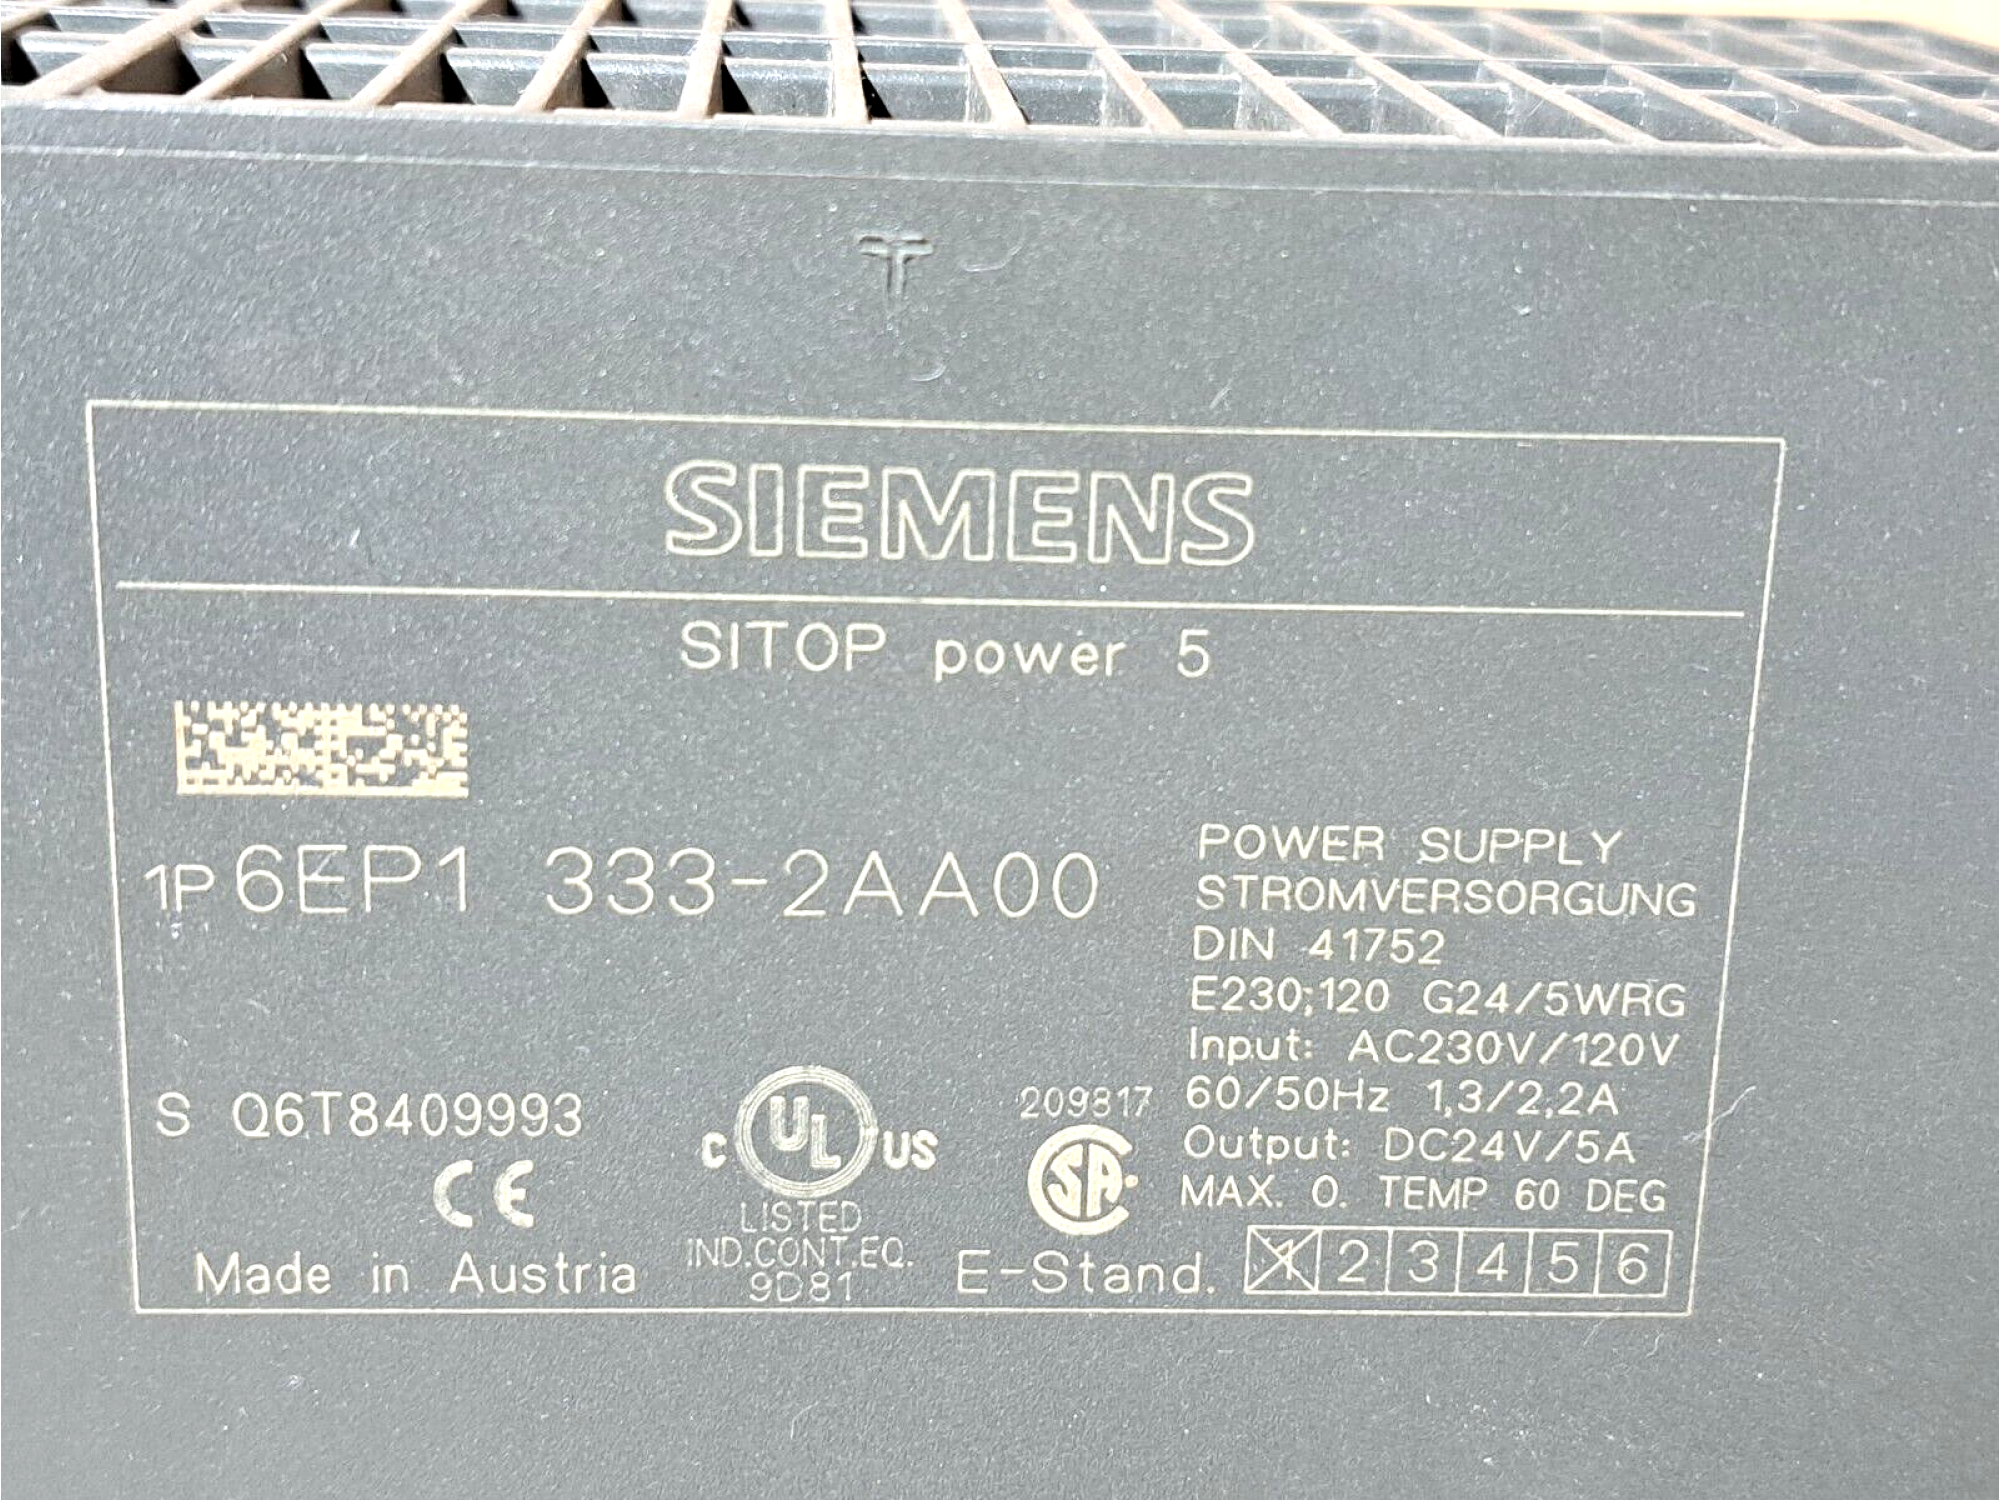 T
SIEMENS
SITOP power 5
1P 6EP1 333-2AA00
POWER SUPPLY
STROMVERSORGUNG
DIN 41752
E230;120 G24/5WRG
Input: AC230V/120V
60/50Hz 1,3/2,2A
Output: DC24V/5A
MAX. O. TEMP 60 DEG
S Q6T8409993
CE
C UL US
LISTED
IND.CONT.EQ.
9D81
209817
SA
Made in Austria
E-Stand. 1 2 3 4 5 6